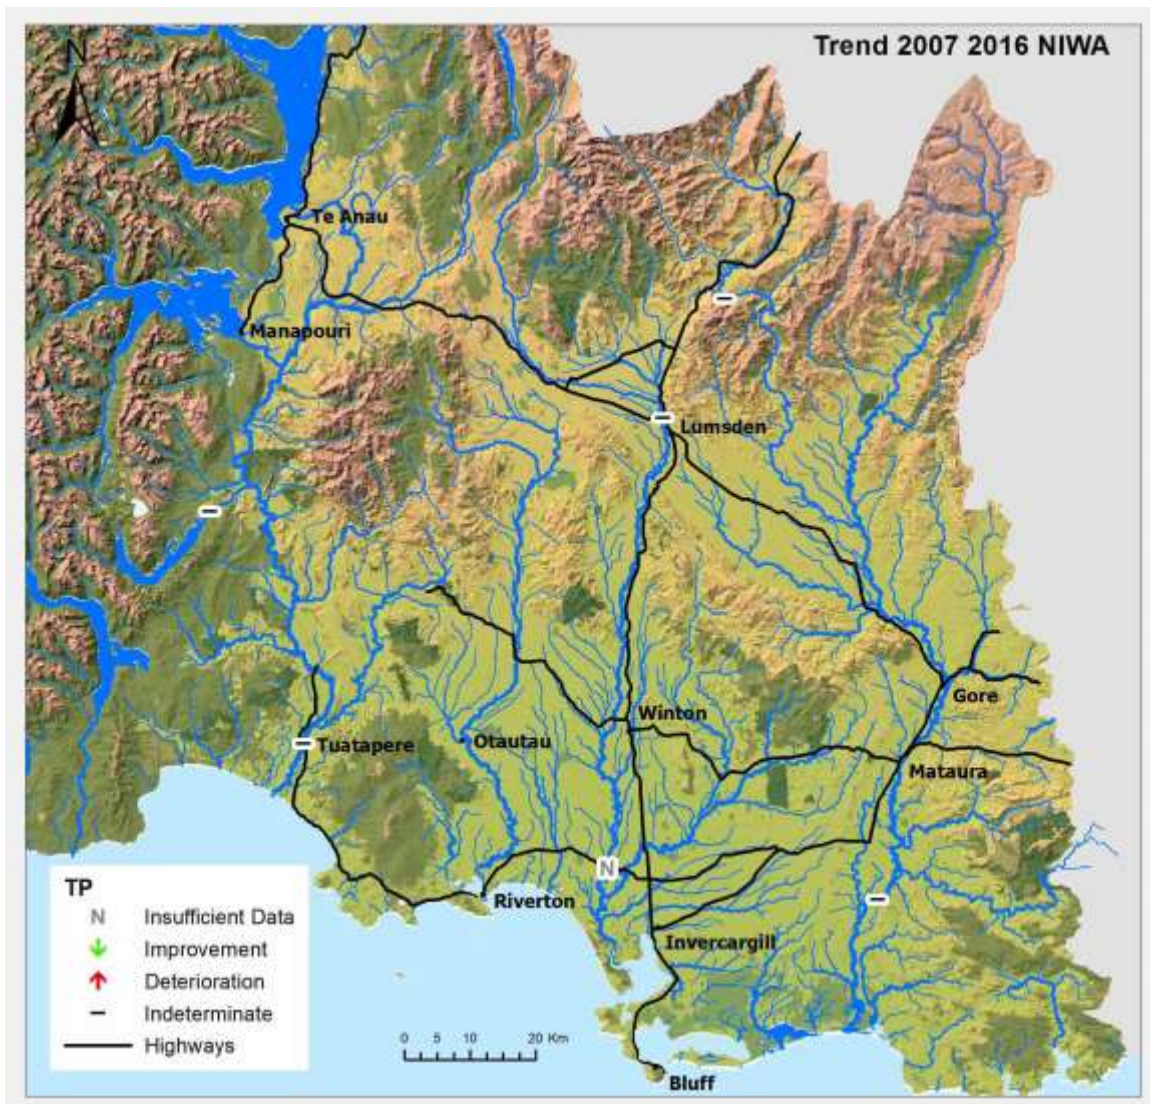 Trend 2007 2016 NIWA
N
Te Anau
Manapouri
Lumsden
Gore
Winton
Tuatapere
Otautau
Mataura
N
Riverton
Invercargill
Bluff
TP
N Insufficient Data
Improvement
Deterioration
Indeterminate
Highways
0 5 10 20 Km